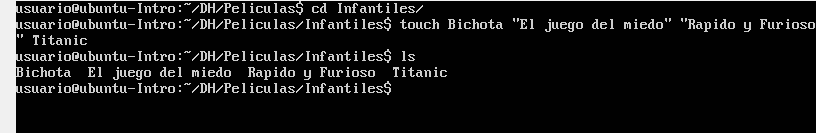 usuario@ubuntu-Intro:~/DH/Peliculas$ cd Infantiles/
usuario@ubuntu-Intro:~/DH/Peliculas/Infantiles$ touch Bichota "El juego del miedo" "Rapido y Furioso
" Titanic
usuario@ubuntu-Intro:~/DH/Peliculas/Infantiles$ ls
Bichota  El juego del miedo  Rapido y Furioso  Titanic
usuario@ubuntu-Intro:~/DH/Peliculas/Infantiles$